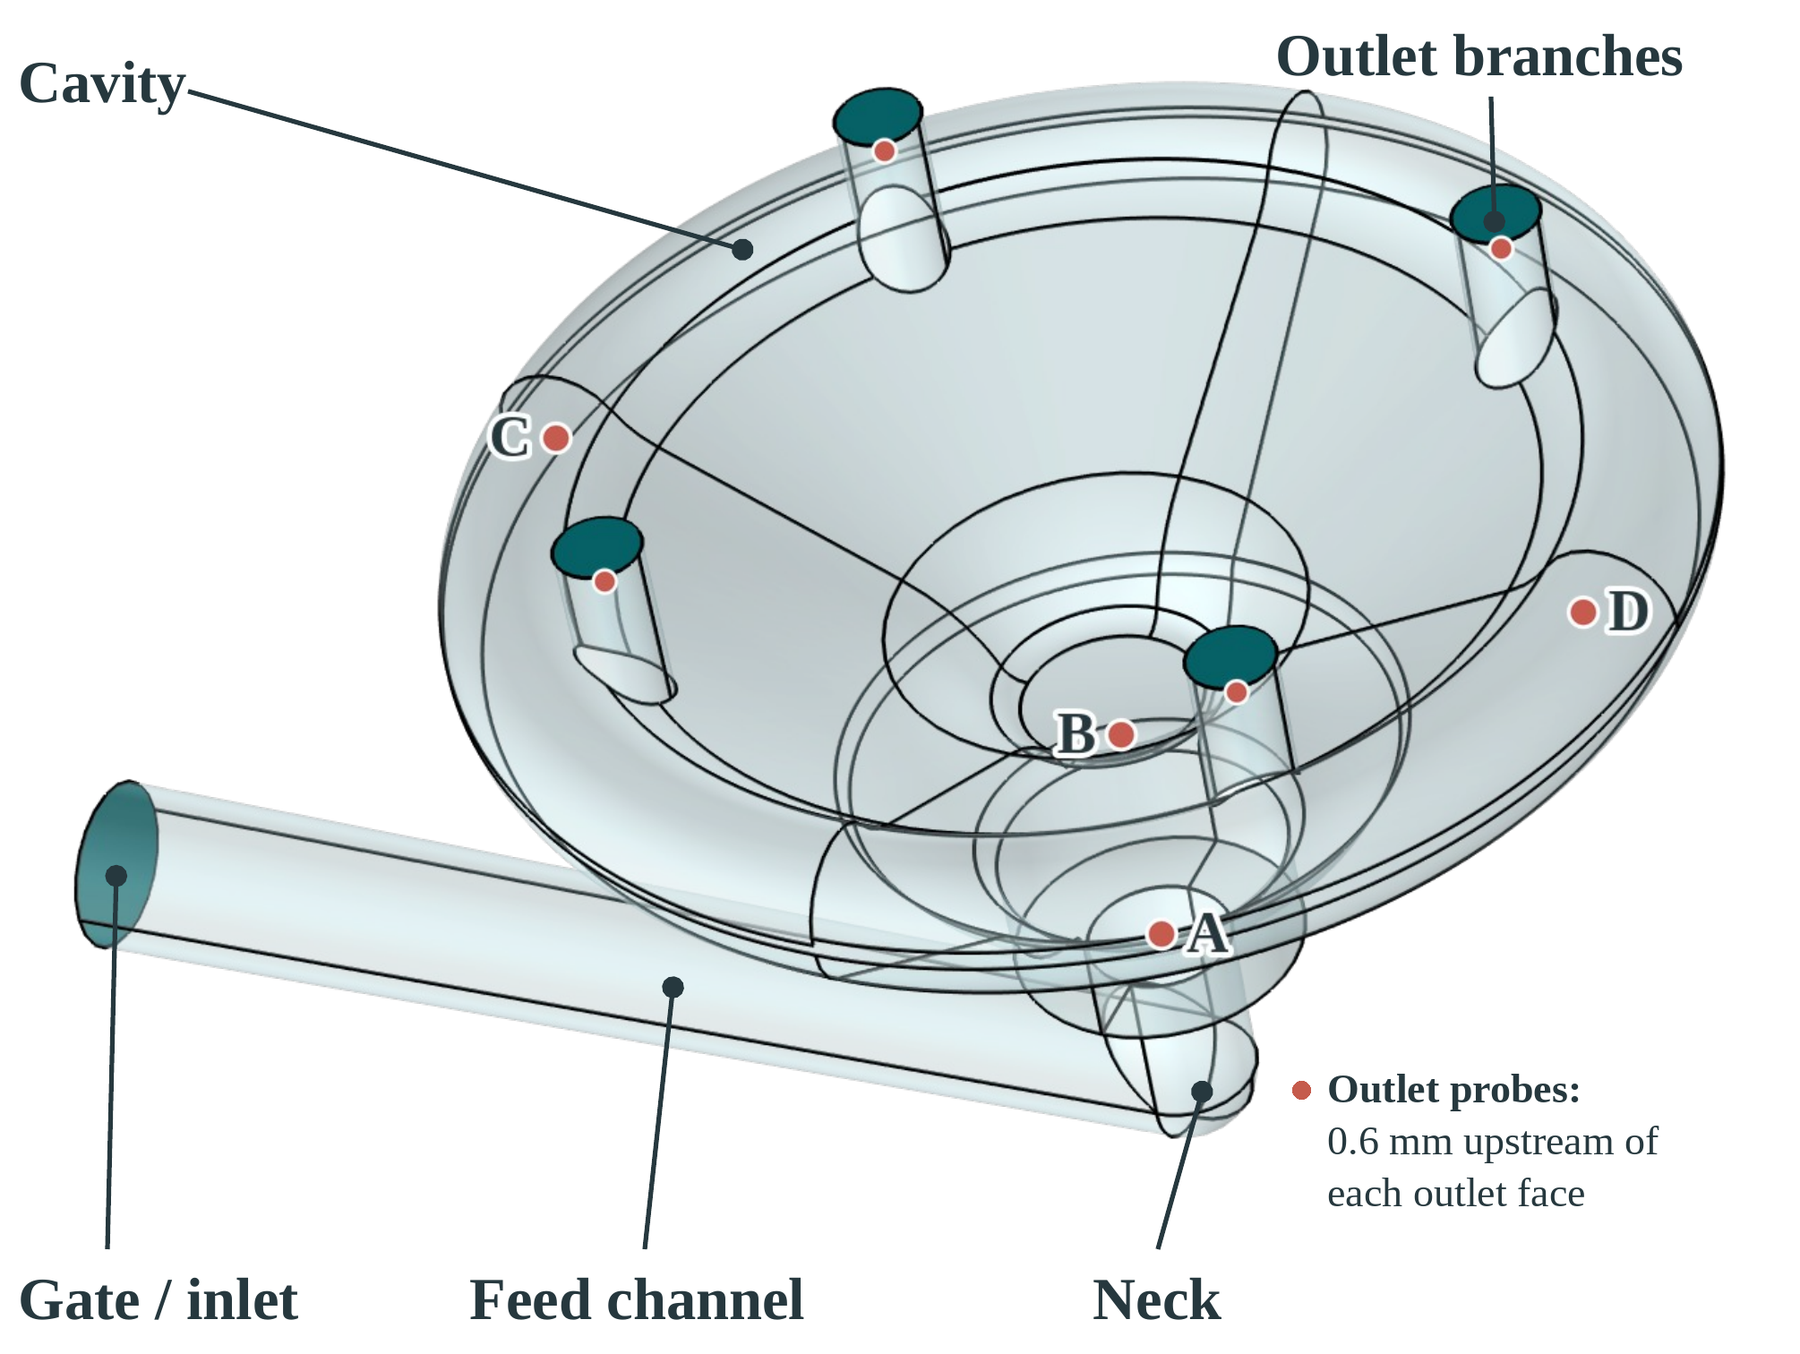 Cavity
Outlet branches
C
D
B
A
Outlet probes:
0.6 mm upstream of
each outlet face
Gate / inlet
Feed channel
Neck